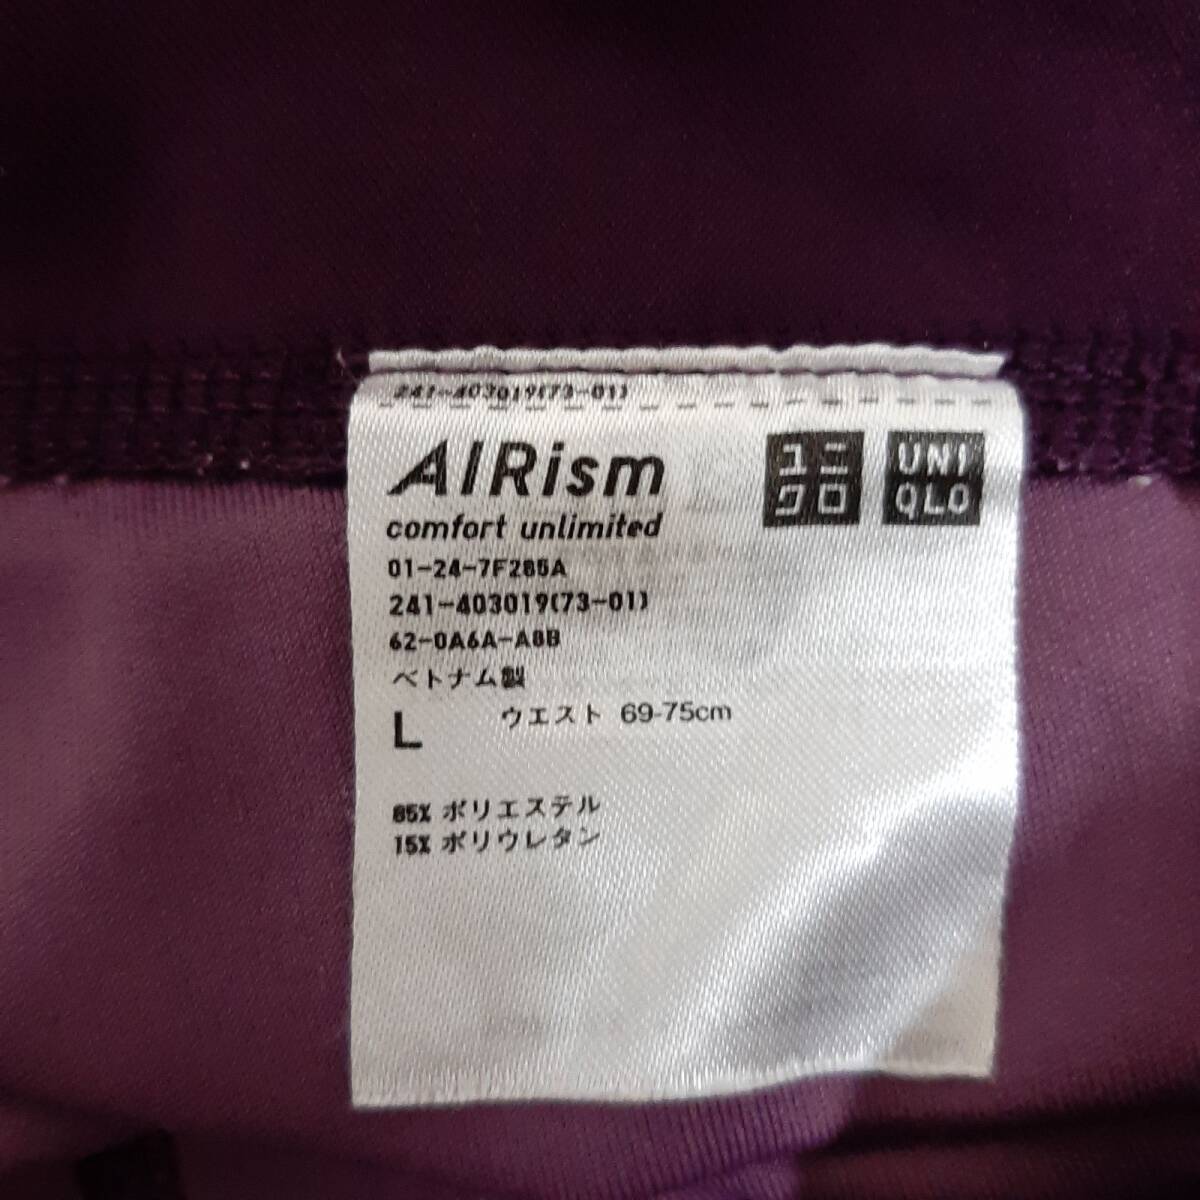 241-403019(73-01)
AIRism
ユニ
クロ
UNI
QLO
comfort unlimited
01-24-7F285A
241-403019(73-01)
62-0A6A-A8B
ベトナム製
L ウエスト 69-75cm
85% ポリエステル
15% ポリウレタン